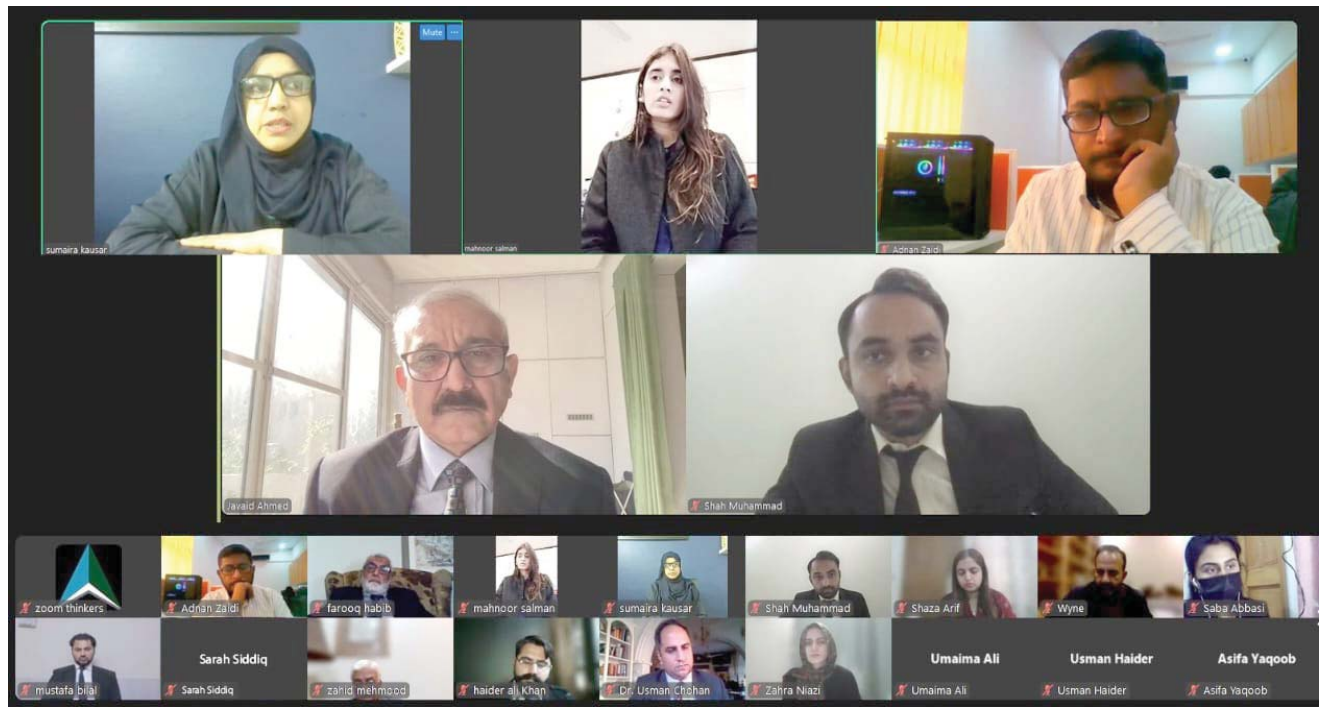 Mute ...
sumaira kausar
mahnoor salman
Adnan Zaidi
Javaid Ahmed
Shah Muhammad
zoom thinkers
Adnan Zaidi
farooq habib
mahnoor salman
sumaira kausar
Shah Muhammad
Shaza Arif
Wyne
Saba Abbasi
mustafa bilal
Sarah Siddiq
Sarah Siddiq
zahid mehmood
haider ali Khan
Dr. Usman Chohan
Zahra Niazi
Umaima Ali
Umaima Ali
Usman Haider
Usman Haider
Asifa Yaqoob
Asifa Yaqoob